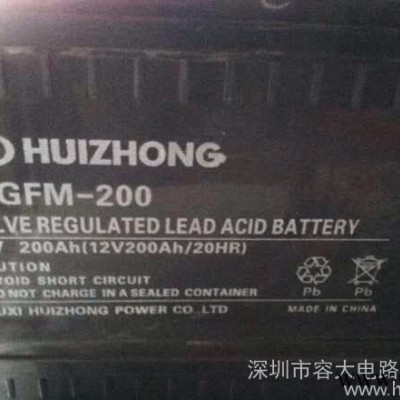 HUIZHONG
GFM-200
LVE REGULATED LEAD ACID BATTERY
200Ah(12V200Ah/20HR)
UTION
OID SHORT CIRCUIT
O NOT CHARGE IN A SEALED CONTAINER
Pb Pb
UXI HUIZHONG POWER CO.,LTD
MADE IN CHINA
深圳市容大电路
www.h